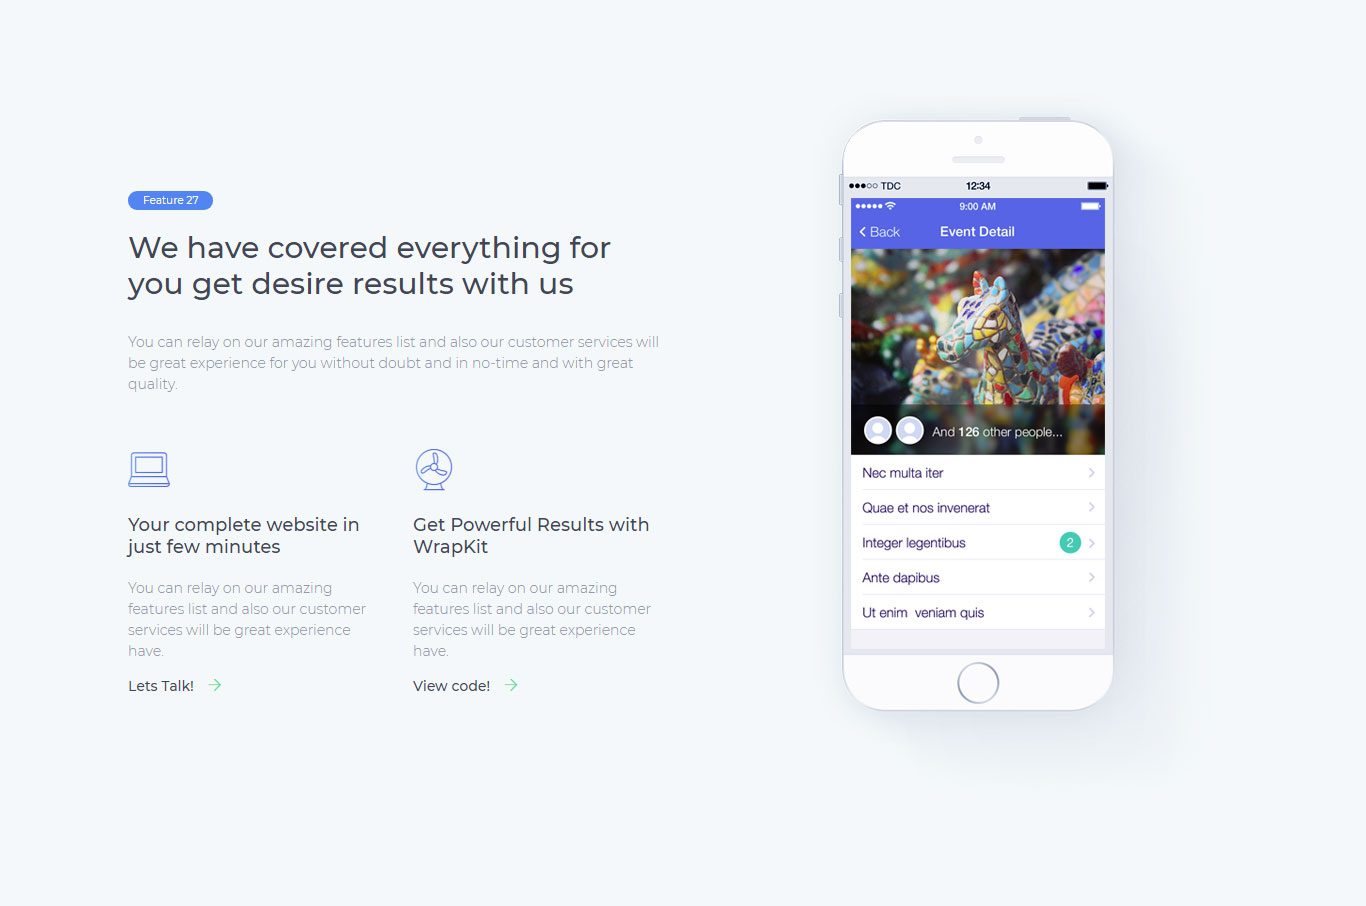 Feature 27
We have covered everything for
you get desire results with us
You can relay on our amazing features list and also our customer services will
be great experience for you without doubt and in no-time and with great
quality.
Your complete website in
just few minutes
You can relay on our amazing
features list and also our customer
services will be great experience
have.
Lets Talk!
Get Powerful Results with
WrapKit
You can relay on our amazing
features list and also our customer
services will be great experience
have.
View code!
TDC 12:34
9:00 AM
Back Event Detail
And 126 other people...
Nec multa iter
Quae et nos invenerat
Integer legentibus 2
Ante dapibus
Ut enim veniam quis